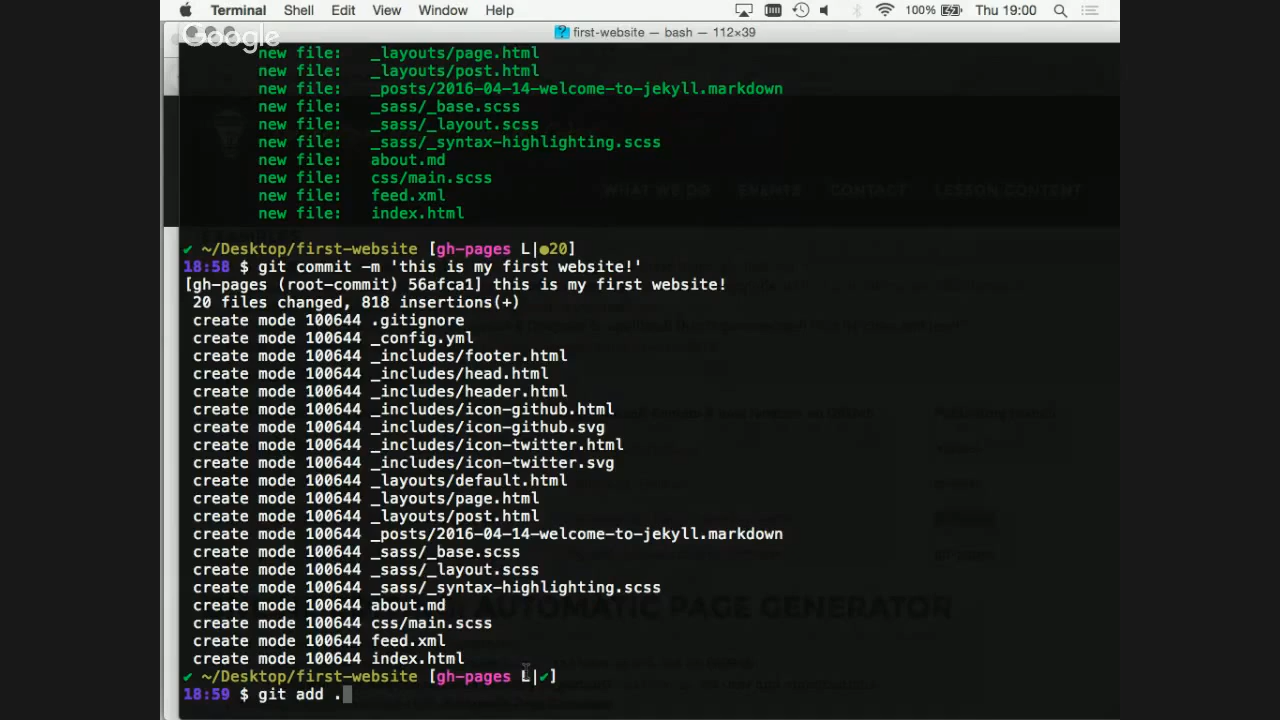 Terminal Shell Edit View Window Help 100% Thu 19:00
Google
first-website — bash — 112×39
new file: _layouts/page.html
new file: _layouts/post.html
new file: _posts/2016-04-14-welcome-to-jekyll.markdown
new file: _sass/_base.scss
new file: _sass/_layout.scss
new file: _sass/_syntax-highlighting.scss
new file: about.md
new file: css/main.scss
WHAT WE DO EVENTS CONTACT LESSON CONTENT
new file: feed.xml
new file: index.html
✔ ~/Desktop/first-website [gh-pages L|●20]
18:58 $ git commit -m 'this is my first website!'
[gh-pages (root-commit) 56afca1] this is my first website!
20 files changed, 818 insertions(+)
create mode 100644 .gitignore
create mode 100644 _config.yml
create mode 100644 _includes/footer.html
create mode 100644 _includes/head.html
create mode 100644 _includes/header.html
create mode 100644 _includes/icon-github.html
create mode 100644 _includes/icon-github.svg
create mode 100644 _includes/icon-twitter.html
create mode 100644 _includes/icon-twitter.svg
create mode 100644 _layouts/default.html
create mode 100644 _layouts/page.html
create mode 100644 _layouts/post.html
create mode 100644 _posts/2016-04-14-welcome-to-jekyll.markdown
create mode 100644 _sass/_base.scss
create mode 100644 _sass/_layout.scss
create mode 100644 _sass/_syntax-highlighting.scss
create mode 100644 about.md
AUTOMATIC PAGE GENERATOR
create mode 100644 css/main.scss
create mode 100644 feed.xml
create mode 100644 index.html
✔ ~/Desktop/first-website [gh-pages L|✔]
18:59 $ git add .